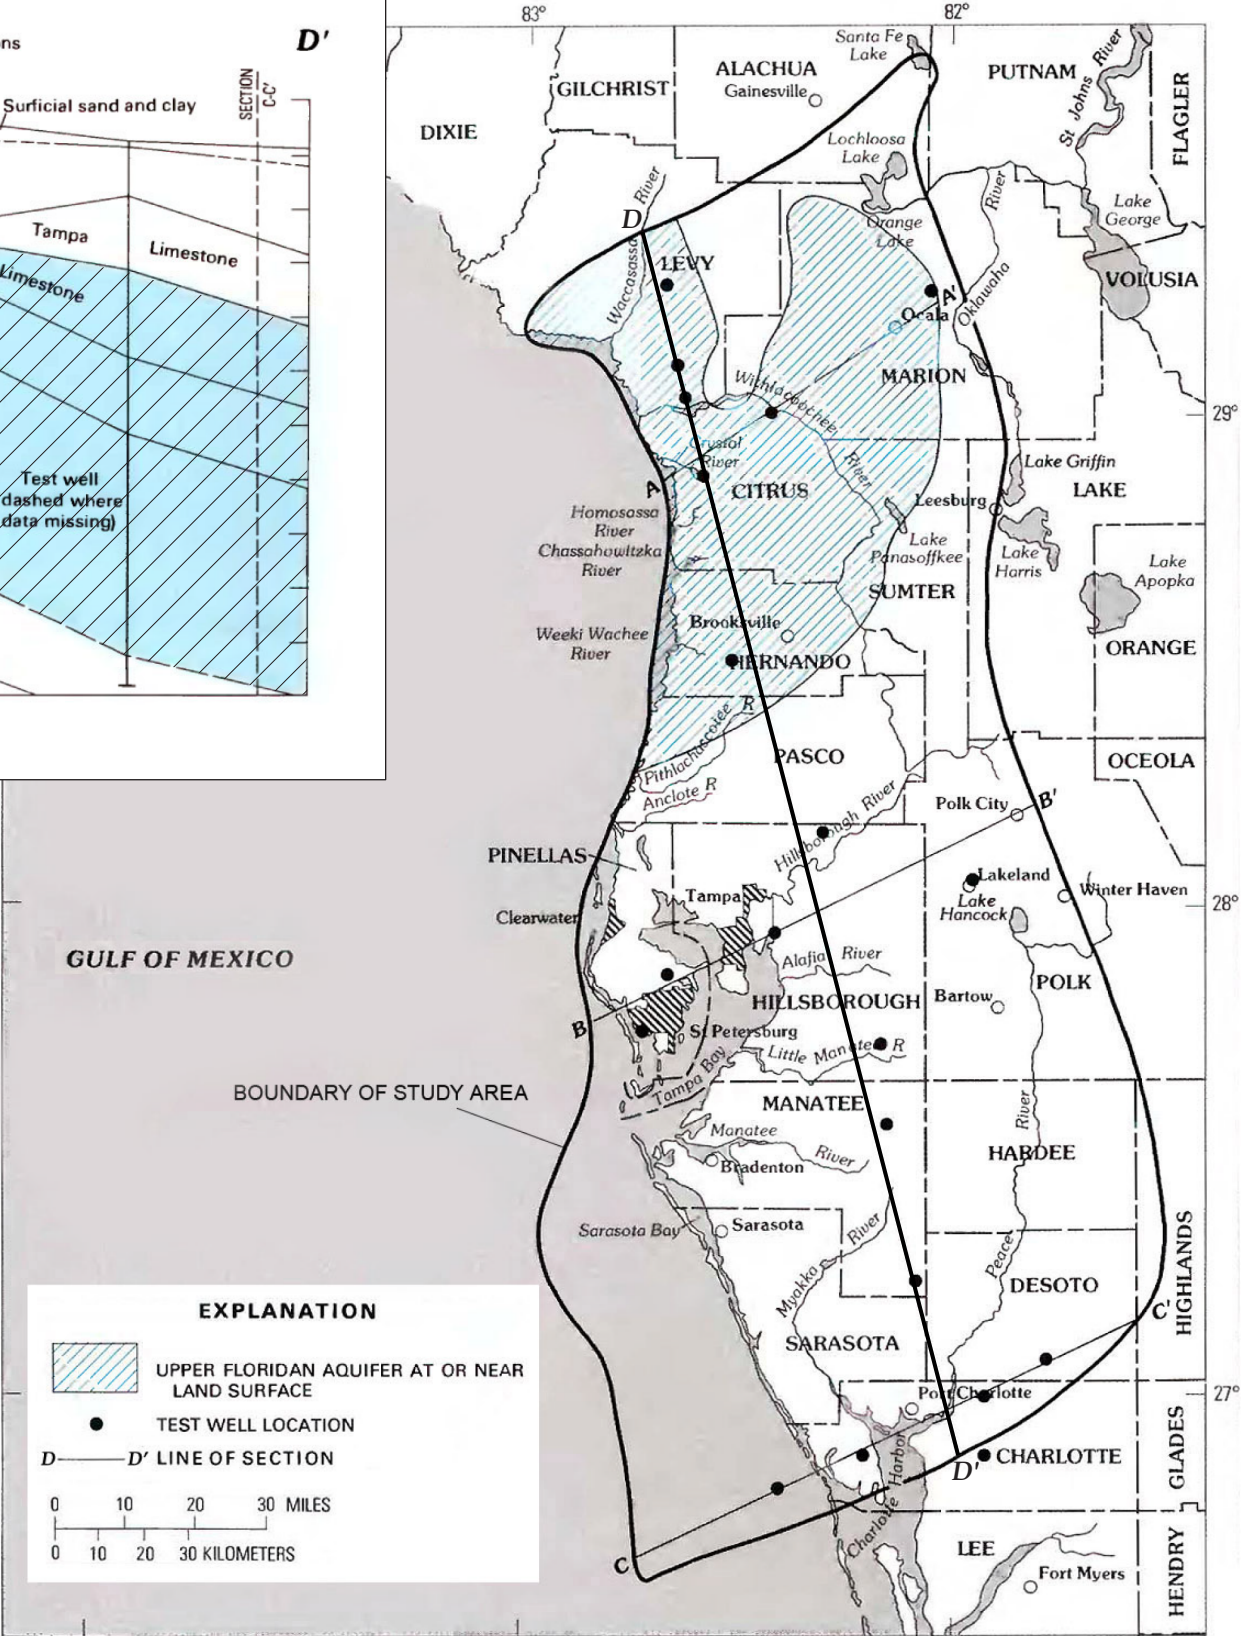 ns
D'
SECTION
C-C'
Surficial sand and clay
Tampa
Limestone
Limestone
Test well
dashed where
data missing)
83°
82°
Santa Fe
Lake
ALACHUA
Gainesville
PUTNAM
St Johns River
FLAGLER
GILCHRIST
DIXIE
Lochloosa
Lake
River
River
Lake
George
D
Orange
Lake
LEVY
Waccasassa
VOLUSIA
A'
Ocala
Oklawaha
MARION
Withlacoochee
29°
Crystal
River
River
Lake Griffin
A
CITRUS
LAKE
Leesburg
Homosassa
River
Chassahowitzka
River
Lake
Panasoffkee
Lake
Harris
Lake
Apopka
SUMTER
Brooksville
Weeki Wachee
River
ORANGE
HERNANDO
Pithlachascotee R
PASCO
OCEOLA
Anclote R
Polk City
B'
Hillsborough River
PINELLAS
Lakeland
Tampa
Winter Haven
Lake
Hancock
Clearwater
28°
GULF OF MEXICO
Alafia River
POLK
HILLSBOROUGH
Bartow
B
St Petersburg
Little Manatee R
Tampa Bay
BOUNDARY OF STUDY AREA
MANATEE
River
Manatee
River
HARDEE
Bradenton
Sarasota Bay
Sarasota
River
Peace
HIGHLANDS
Myakka
DESOTO
C'
SARASOTA
Port Charlotte
27°
GLADES
CHARLOTTE
D'
Charlotte Harbor
C
LEE
HENDRY
Fort Myers
EXPLANATION
UPPER FLORIDAN AQUIFER AT OR NEAR
LAND SURFACE
TEST WELL LOCATION
D D' LINE OF SECTION
0 10 20 30 MILES
0 10 20 30 KILOMETERS